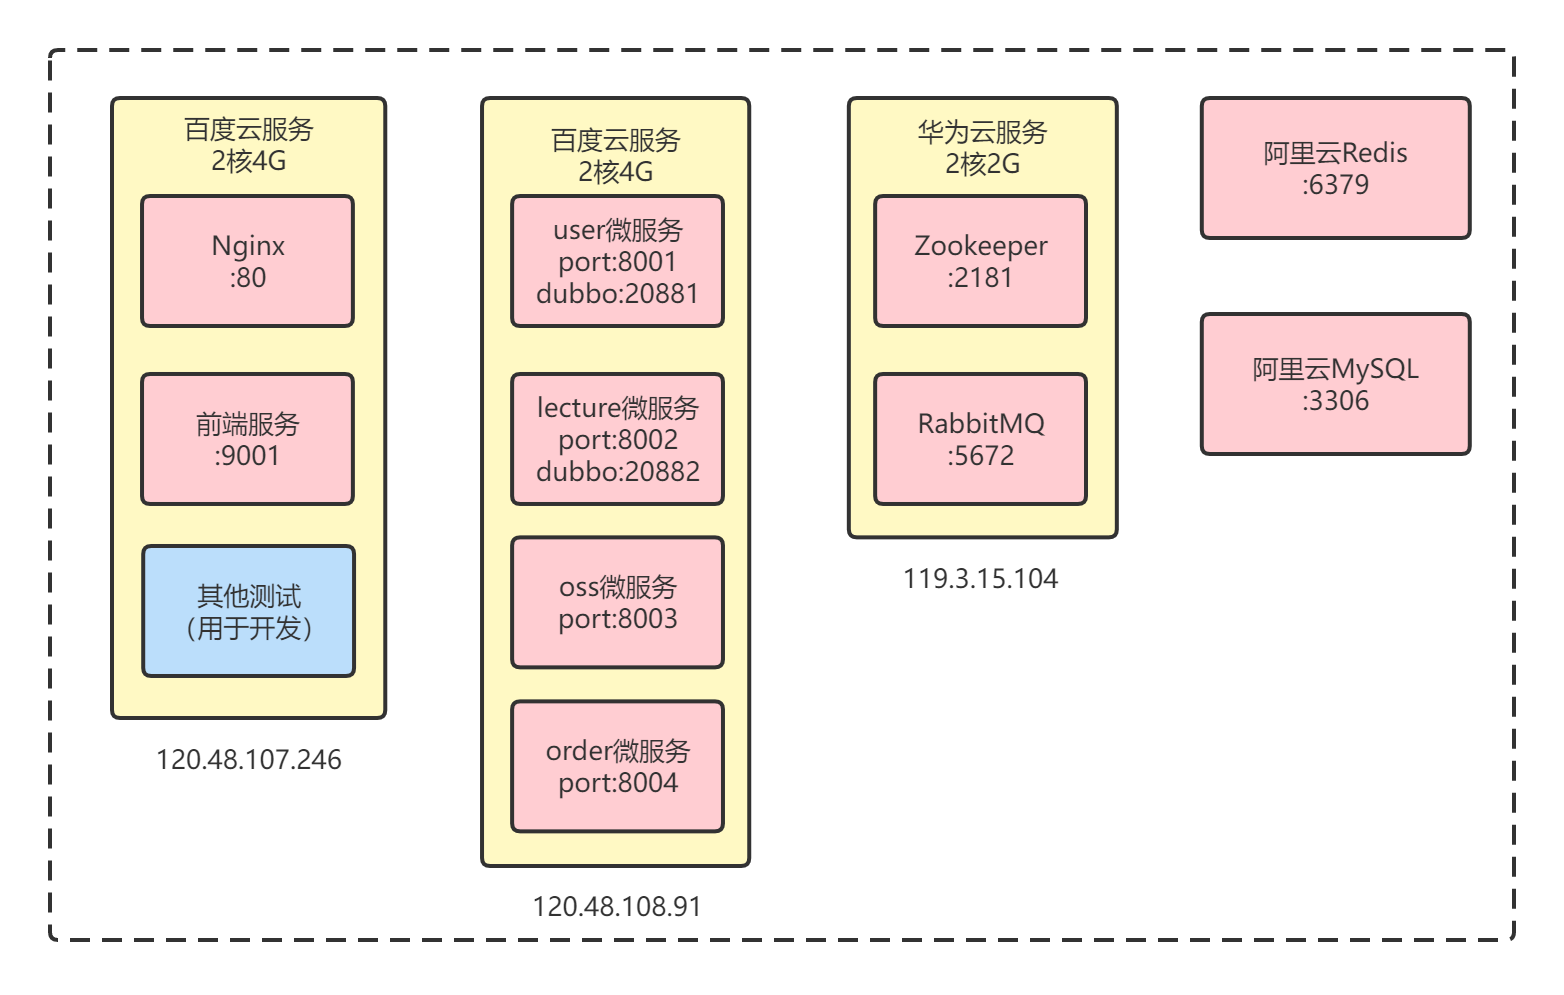 百度云服务
2核4G
Nginx
:80
前端服务
:9001
其他测试
（用于开发）
120.48.107.246
百度云服务
2核4G
user微服务
port:8001
dubbo:20881
lecture微服务
port:8002
dubbo:20882
oss微服务
port:8003
order微服务
port:8004
120.48.108.91
华为云服务
2核2G
Zookeeper
:2181
RabbitMQ
:5672
119.3.15.104
阿里云Redis
:6379
阿里云MySQL
:3306